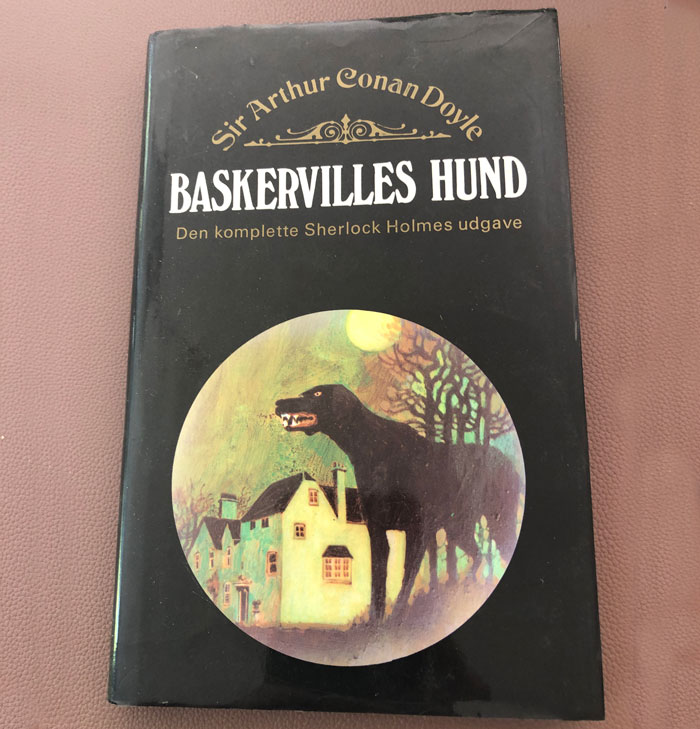 Sir Arthur Conan Doyle
BASKERVILLES HUND
Den komplette Sherlock Holmes udgave